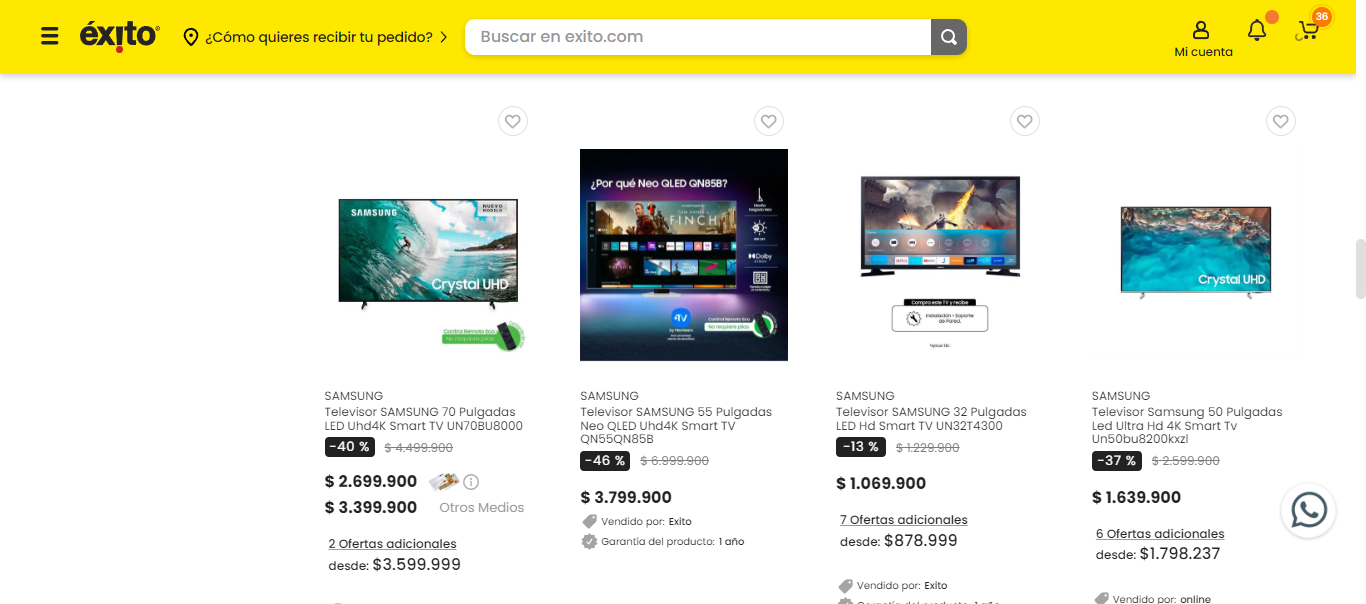 éxito
¿Cómo quieres recibir tu pedido?
Buscar en exito.com
Mi cuenta
36
SAMSUNG
NUEVO
MODELO
Crystal UHD
Control Remoto Eco
No requiere pilas
SAMSUNG
Televisor SAMSUNG 70 Pulgadas
LED Uhd4K Smart TV UN70BU8000
-40 % $ 4.499.900
$ 2.699.900
$ 3.399.900 Otros Medios
2 Ofertas adicionales
desde: $3.599.999
¿Por qué Neo QLED QN85B?
FINCH
Dolby
TV
Control Remoto Eco
No requiere pilas
SAMSUNG
Televisor SAMSUNG 55 Pulgadas
Neo QLED Uhd4K Smart TV
QN55QN85B
-46 % $ 6.999.900
$ 3.799.900
Vendido por: Exito
Garantía del producto: 1 año
Compra este TV y recibe
Instalación + Soporte
de Pared.
SAMSUNG
Televisor SAMSUNG 32 Pulgadas
LED Hd Smart TV UN32T4300
-13 % $ 1.229.900
$ 1.069.900
7 Ofertas adicionales
desde: $878.999
Vendido por: Exito
Garantía del producto: 1 año
Crystal UHD
SAMSUNG
Televisor Samsung 50 Pulgadas
Led Ultra Hd 4K Smart Tv
Un50bu8200kxzl
-37 % $ 2.599.900
$ 1.639.900
6 Ofertas adicionales
desde: $1.798.237
Vendido por: online